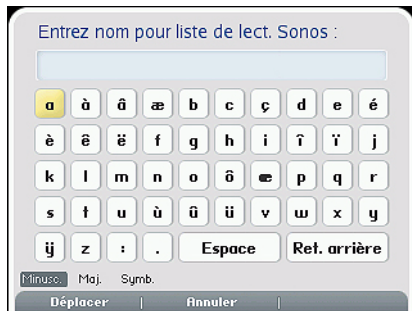 Entrez nom pour liste de lect. Sonos :
a à â æ b c ç d e é
è ê ë f g h i î ï j
k l m n o ô œ p q r
s t u ù û ü v w x y
ÿ z : . Espace Ret. arrière
Minusc. Maj. Symb.
Déplacer | Annuler |